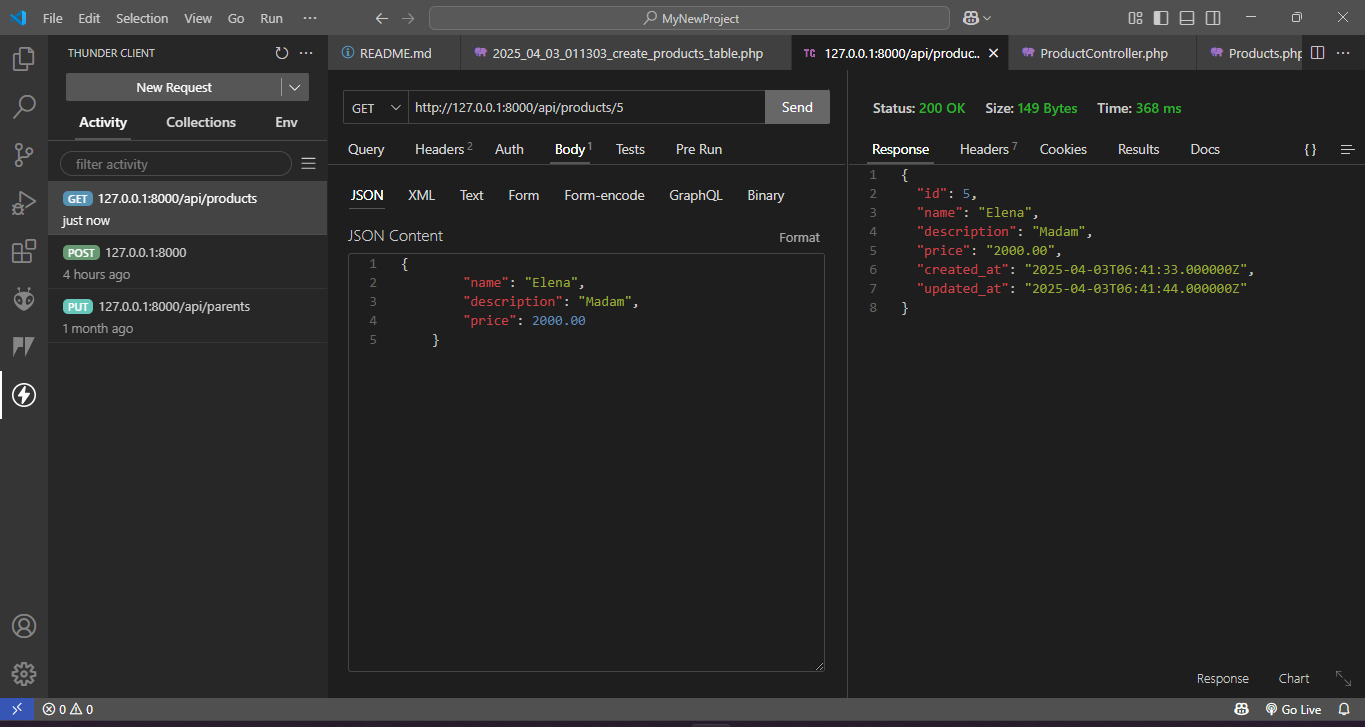 File Edit Selection View Go Run ··· MyNewProject
THUNDER CLIENT
New Request
Activity Collections Env
filter activity
GET 127.0.0.1:8000/api/products
just now
POST 127.0.0.1:8000
4 hours ago
PUT 127.0.0.1:8000/api/parents
1 month ago
README.md 2025_04_03_011303_create_products_table.php TC 127.0.0.1:8000/api/produc.. ProductController.php Products.php
GET http://127.0.0.1:8000/api/products/5 Send
Query Headers 2 Auth Body 1 Tests Pre Run
JSON XML Text Form Form-encode GraphQL Binary
JSON Content Format
1 {
2 "name": "Elena",
3 "description": "Madam",
4 "price": 2000.00
5 }
Status: 200 OK Size: 149 Bytes Time: 368 ms
Response Headers 7 Cookies Results Docs { }
1 {
2 "id": 5,
3 "name": "Elena",
4 "description": "Madam",
5 "price": "2000.00",
6 "created_at": "2025-04-03T06:41:33.000000Z",
7 "updated_at": "2025-04-03T06:41:44.000000Z"
8 }
Response Chart
0 0 Go Live